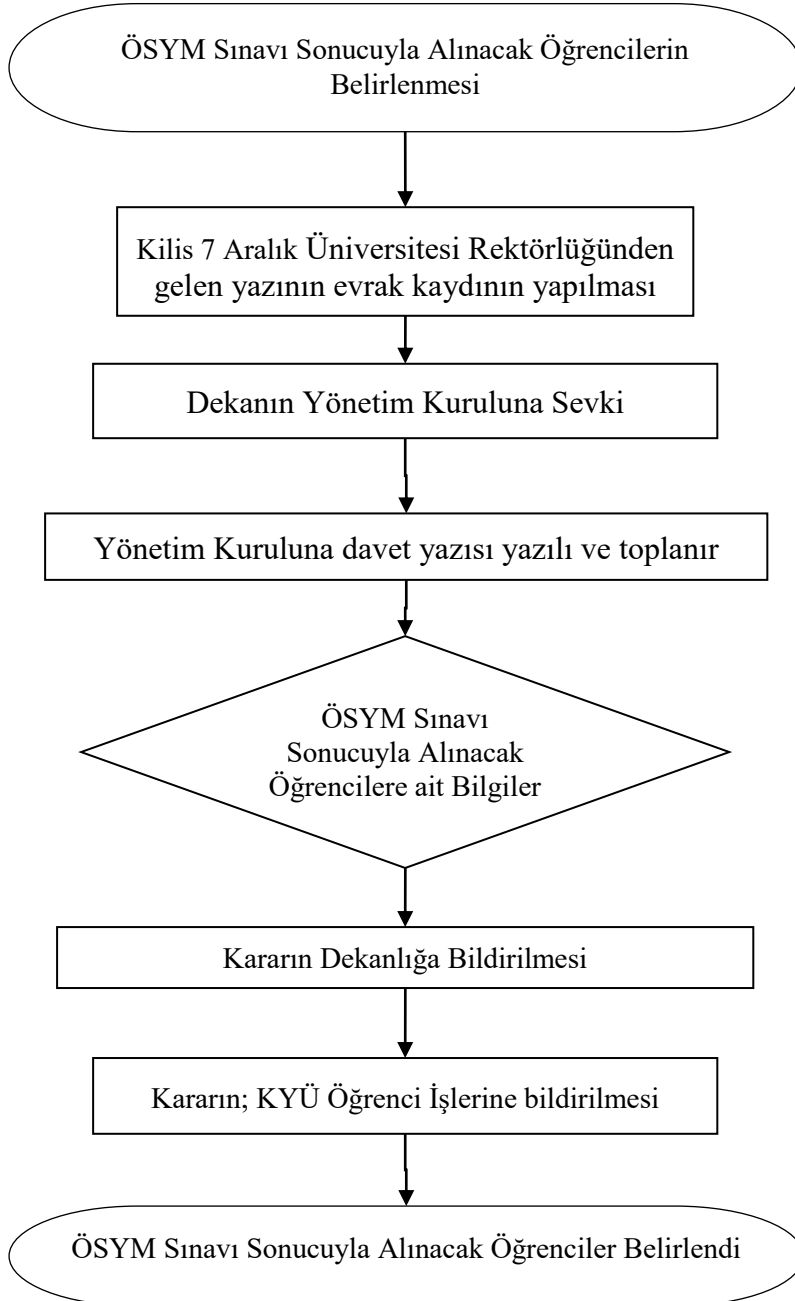 ÖSYM Sınavı Sonucuyla Alınacak Öğrencilerin
Belirlenmesi
Kilis 7 Aralık Üniversitesi Rektörlüğünden
gelen yazının evrak kaydının yapılması
Dekanın Yönetim Kuruluna Sevki
Yönetim Kuruluna davet yazısı yazılı ve toplanır
ÖSYM Sınavı
Sonucuyla Alınacak
Öğrencilere ait Bilgiler
Kararın Dekanlığa Bildirilmesi
Kararın; KYÜ Öğrenci İşlerine bildirilmesi
ÖSYM Sınavı Sonucuyla Alınacak Öğrenciler Belirlendi